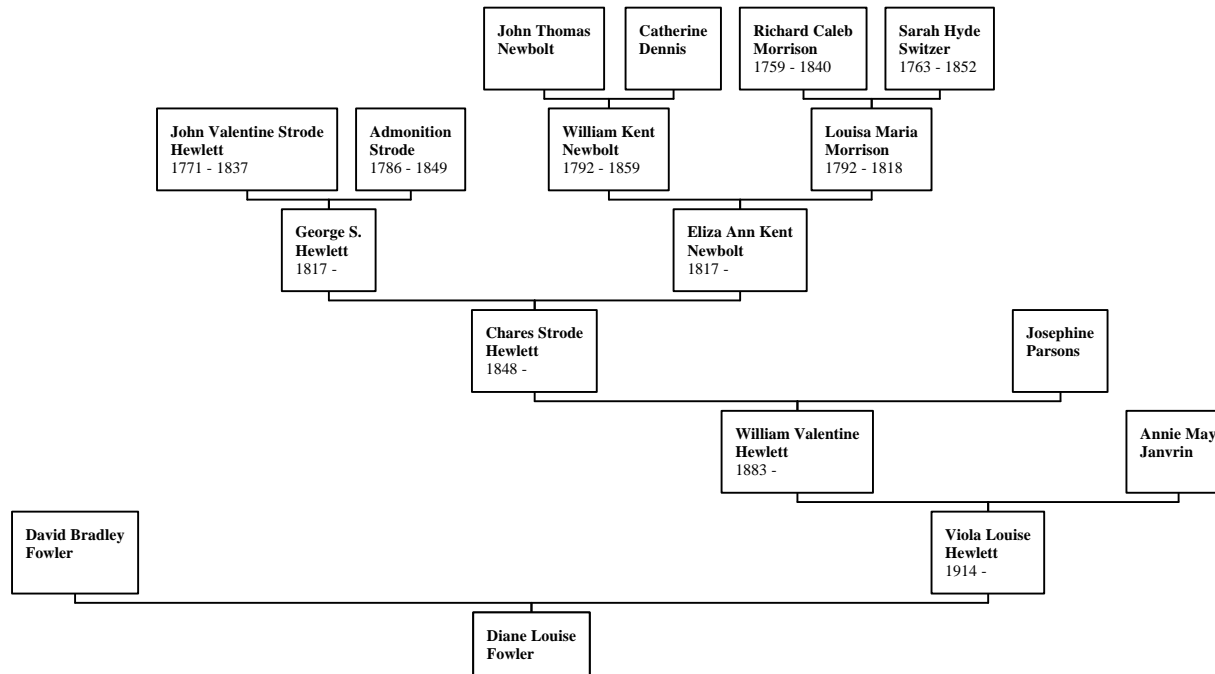 John Thomas
Newbolt
Catherine
Dennis
Richard Caleb
Morrison
1759 - 1840
Sarah Hyde
Switzer
1763 - 1852
John Valentine Strode
Hewlett
1771 - 1837
Admonition
Strode
1786 - 1849
William Kent
Newbolt
1792 - 1859
Louisa Maria
Morrison
1792 - 1818
George S.
Hewlett
1817 -
Eliza Ann Kent
Newbolt
1817 -
Chares Strode
Hewlett
1848 -
Josephine
Parsons
William Valentine
Hewlett
1883 -
Annie May
Janvrin
David Bradley
Fowler
Viola Louise
Hewlett
1914 -
Diane Louise
Fowler